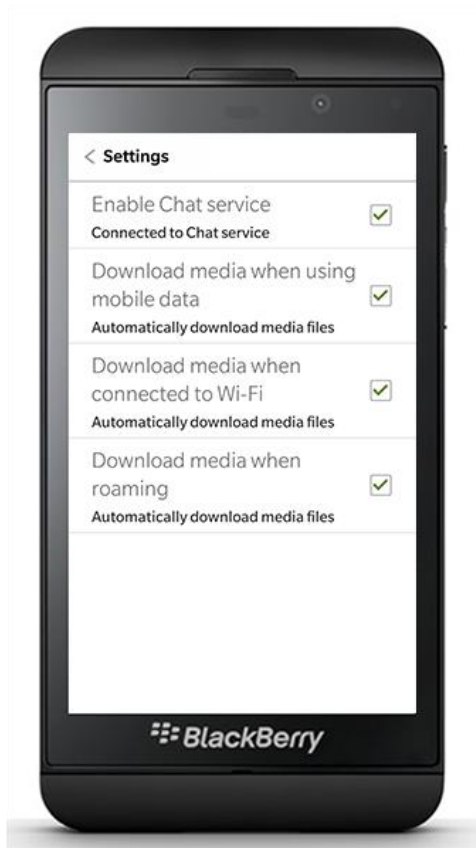 < Settings
Enable Chat service
Connected to Chat service
Download media when using
mobile data
Automatically download media files
Download media when
connected to Wi-Fi
Automatically download media files
Download media when
roaming
Automatically download media files
BlackBerry